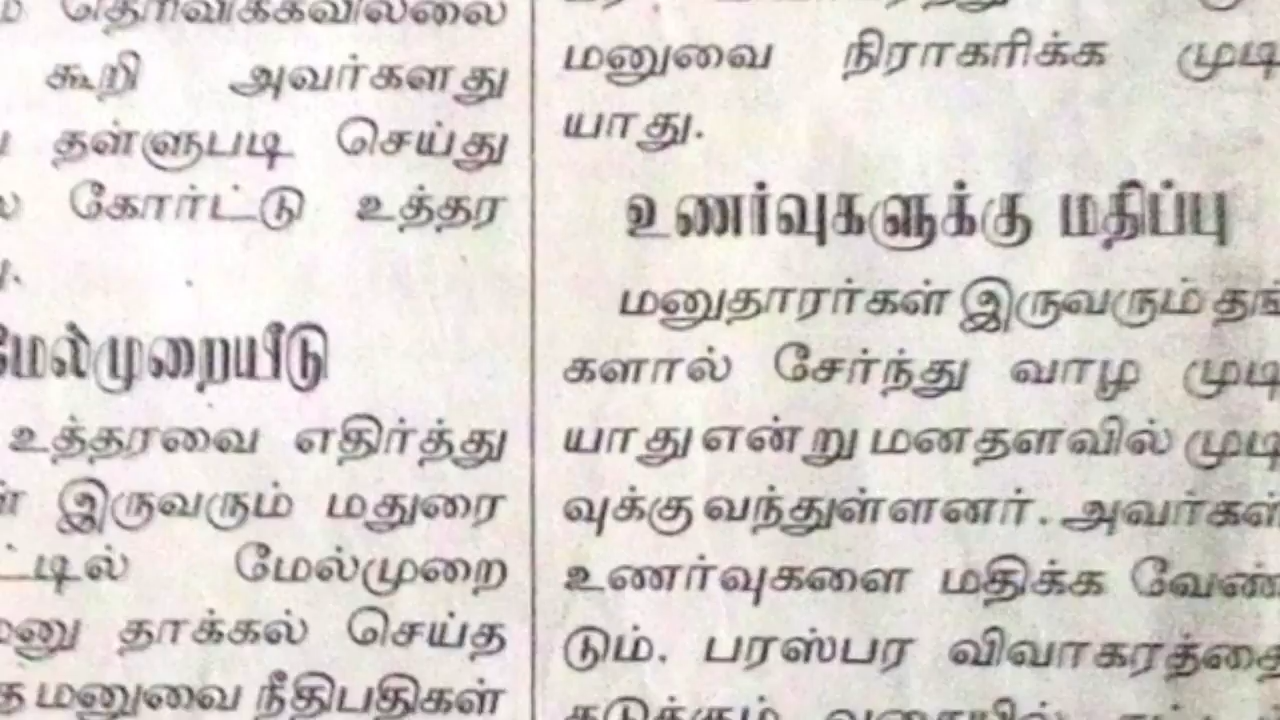 தெரிவிக்கவில்லை
கூறி அவர்களது
தள்ளுபடி செய்து
கோர்ட்டு உத்தர
மேல்முறையீடு
உத்தரவை எதிர்த்து
இருவரும் மதுரை
மேல்முறை
தாக்கல் செய்த
மனுவை நீதிபதிகள்
மனுவை நிராகரிக்க முடி
யாது.
உணர்வுகளுக்கு மதிப்பு
மனுதாரர்கள் இருவரும் தங்
களால் சேர்ந்து வாழ முடி
யாது என்று மனதளவில் முடி
வுக்கு வந்துள்ளனர். அவர்கள்
உணர்வுகளை மதிக்க வேண்
டும். பரஸ்பர விவாகரத்தை